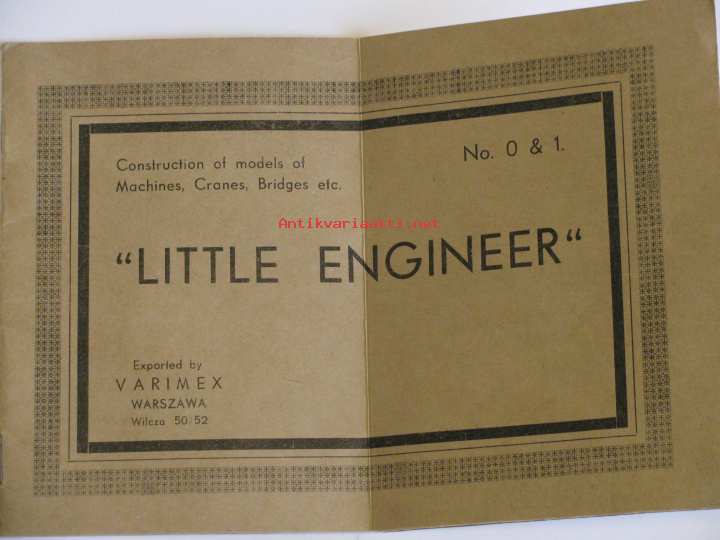 Construction of models of
Machines, Cranes, Bridges etc.
No. 0 & 1.
Antikvariaatti.net
“LITTLE ENGINEER“
Exported by
VARIMEX
WARSZAWA
Wilcza 50/52